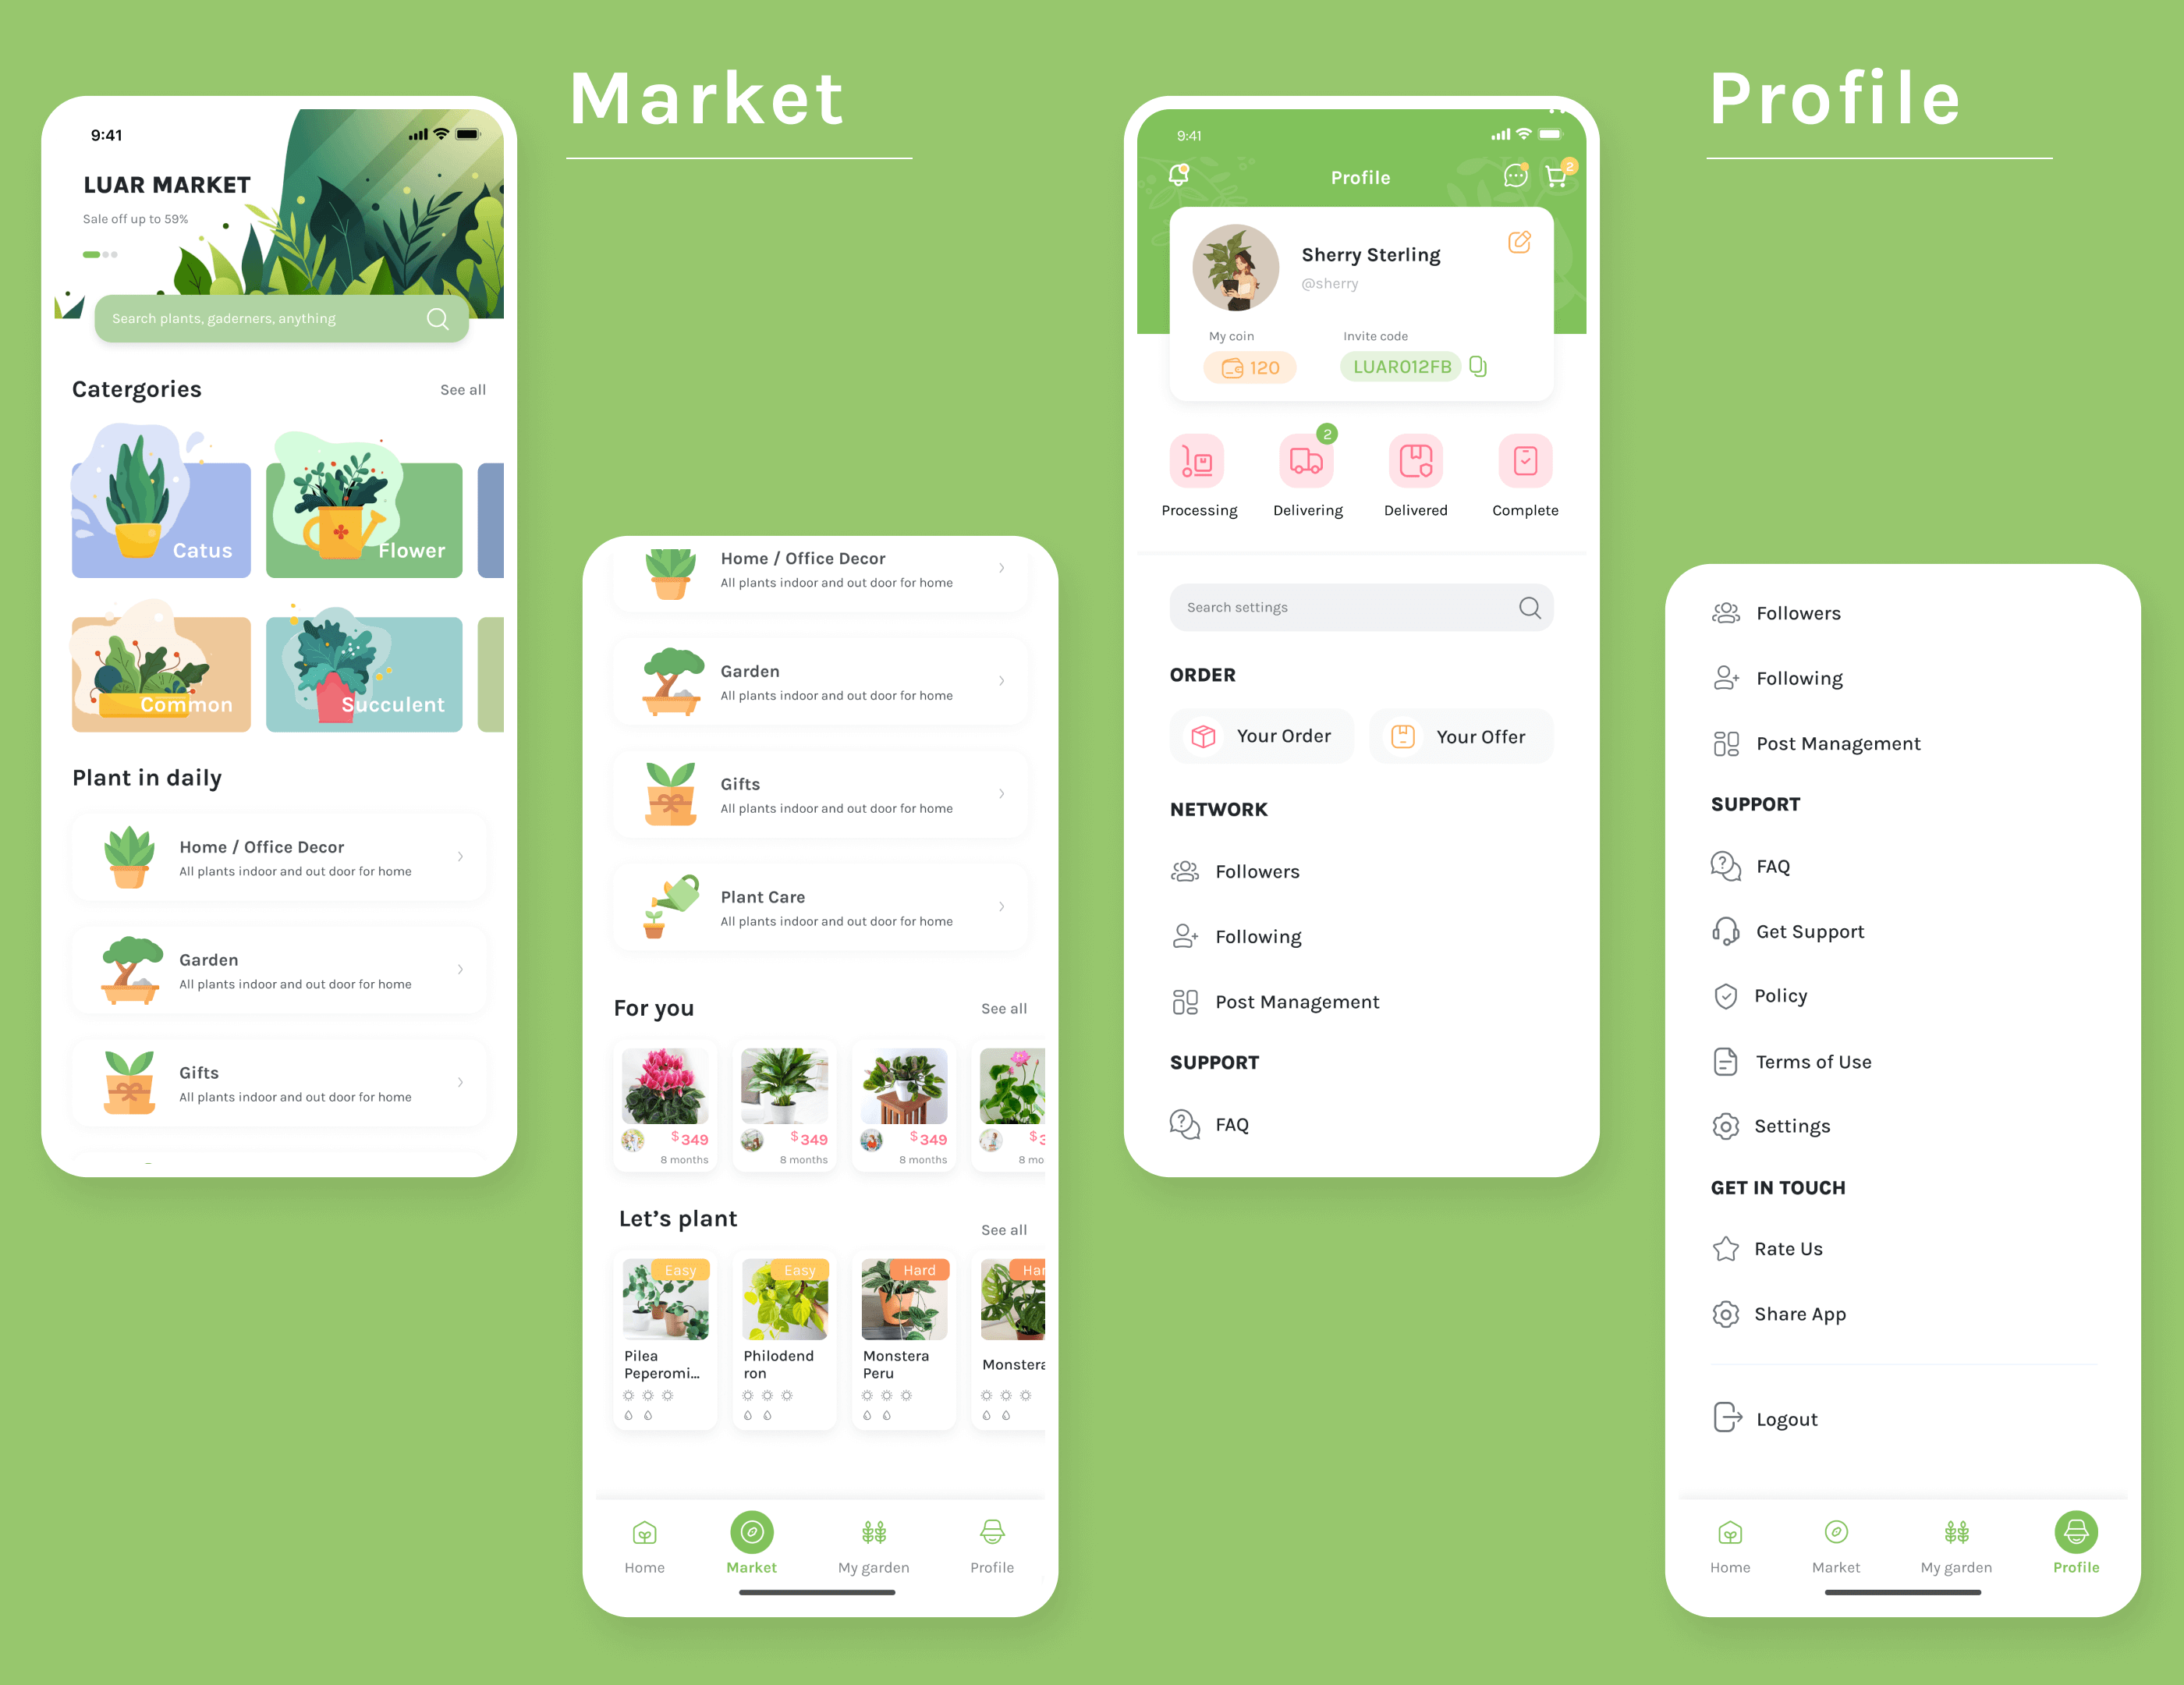 Market
9:41
LUAR MARKET
Sale off up to 59%
Search plants, gaderners, anything
Catergories
See all
Catus
Flower
Common
Succulent
Plant in daily
Home / Office Decor
All plants indoor and out door for home
Garden
All plants indoor and out door for home
Gifts
All plants indoor and out door for home
Home / Office Decor
All plants indoor and out door for home
Garden
All plants indoor and out door for home
Gifts
All plants indoor and out door for home
Plant Care
All plants indoor and out door for home
For you
See all
$349
8 months
$349
8 months
$349
8 months
$3
8 mo
Let's plant
See all
Easy
Easy
Hard
Har
Pilea
Peperomi...
Philodend
ron
Monstera
Peru
Monstera
Home
Market
My garden
Profile
Profile
9:41
Profile
2
Sherry Sterling
@sherry
My coin
Invite code
120
LUAR012FB
2
Processing
Delivering
Delivered
Complete
Search settings
ORDER
Your Order
Your Offer
NETWORK
Followers
Following
Post Management
SUPPORT
FAQ
Followers
Following
Post Management
SUPPORT
FAQ
Get Support
Policy
Terms of Use
Settings
GET IN TOUCH
Rate Us
Share App
Logout
Home
Market
My garden
Profile